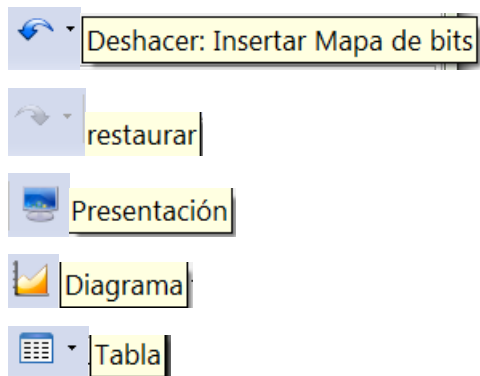 Deshacer: Insertar Mapa de bits
restaurar
Presentación
Diagrama
Tabla